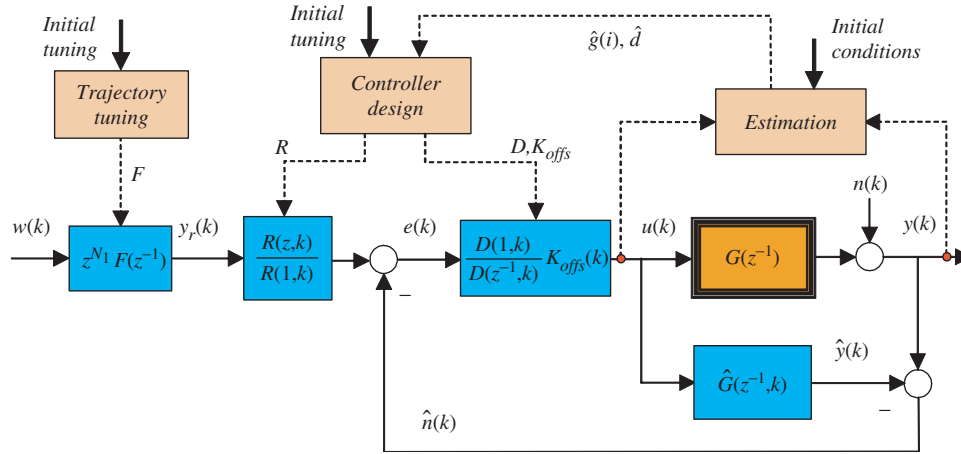 Initial
tuning
Initial
tuning
ĝ(i), d̂
Initial
conditions
Trajectory
tuning
Controller
design
Estimation
F
R
D,K_offs
n(k)
w(k)
y_r(k)
e(k)
u(k)
y(k)
z^{N_1} F(z^{-1})
R(z,k)
R(1,k)
D(1,k)
D(z^{-1},k)
K_offs(k)
G(z^{-1})
–
ŷ(k)
Ĝ(z^{-1},k)
–
n̂(k)